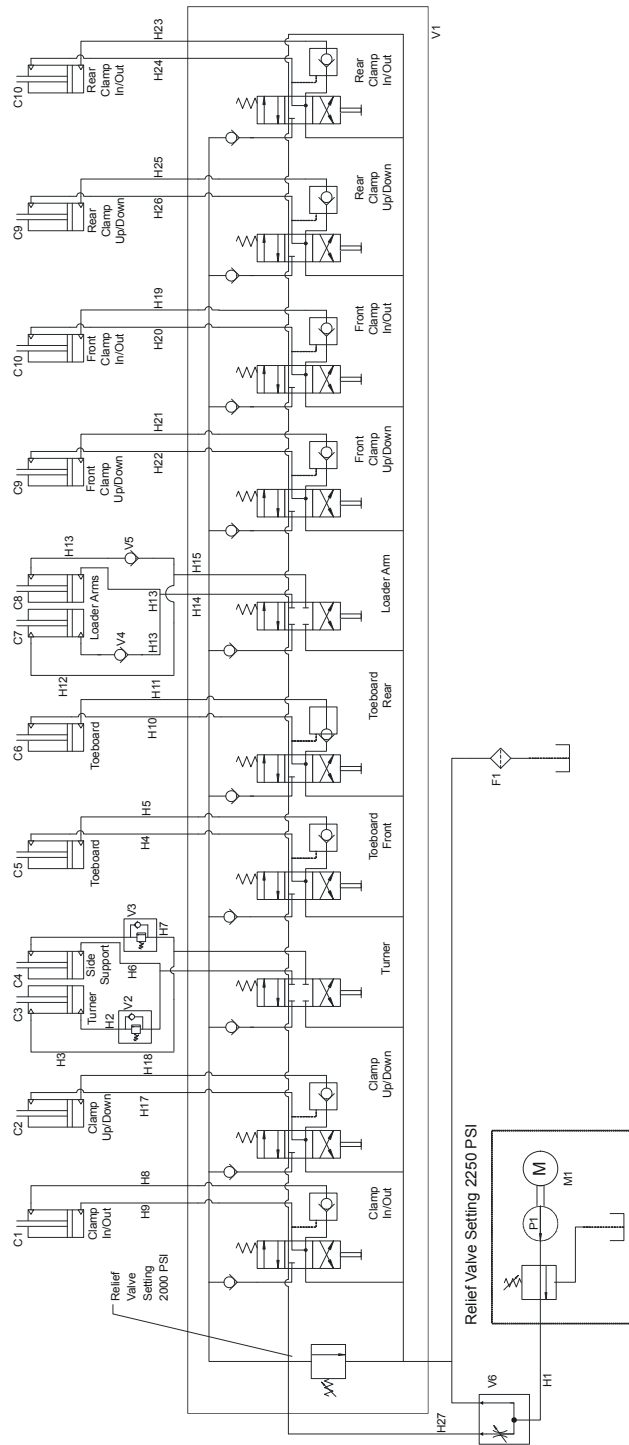 C1
Clamp
In/Out
H8
H9
C2
Clamp
Up/Down
H17
H18
H3
C3
Turner
C4
Side
Support
H2
V2
V3
H6
H7
C5
Toeboard
H5
H4
C6
Toeboard
H11
H10
H12
C7
C8
Loader Arms
V4
H13
H13
H13
V5
H14
H15
C9
Front
Clamp
Up/Down
H21
H22
C10
Front
Clamp
In/Out
H19
H20
C9
Rear
Clamp
Up/Down
H25
H26
C10
Rear
Clamp
In/Out
H23
H24
Relief
Valve
Setting
2000 PSI
Clamp
In/Out
Clamp
Up/Down
Turner
Toeboard
Front
Toeboard
Rear
Loader Arm
Front
Clamp
Up/Down
Front
Clamp
In/Out
Rear
Clamp
Up/Down
Rear
Clamp
In/Out
V1
H27
V6
H1
Relief Valve Setting 2250 PSI
P1
M
M1
F1